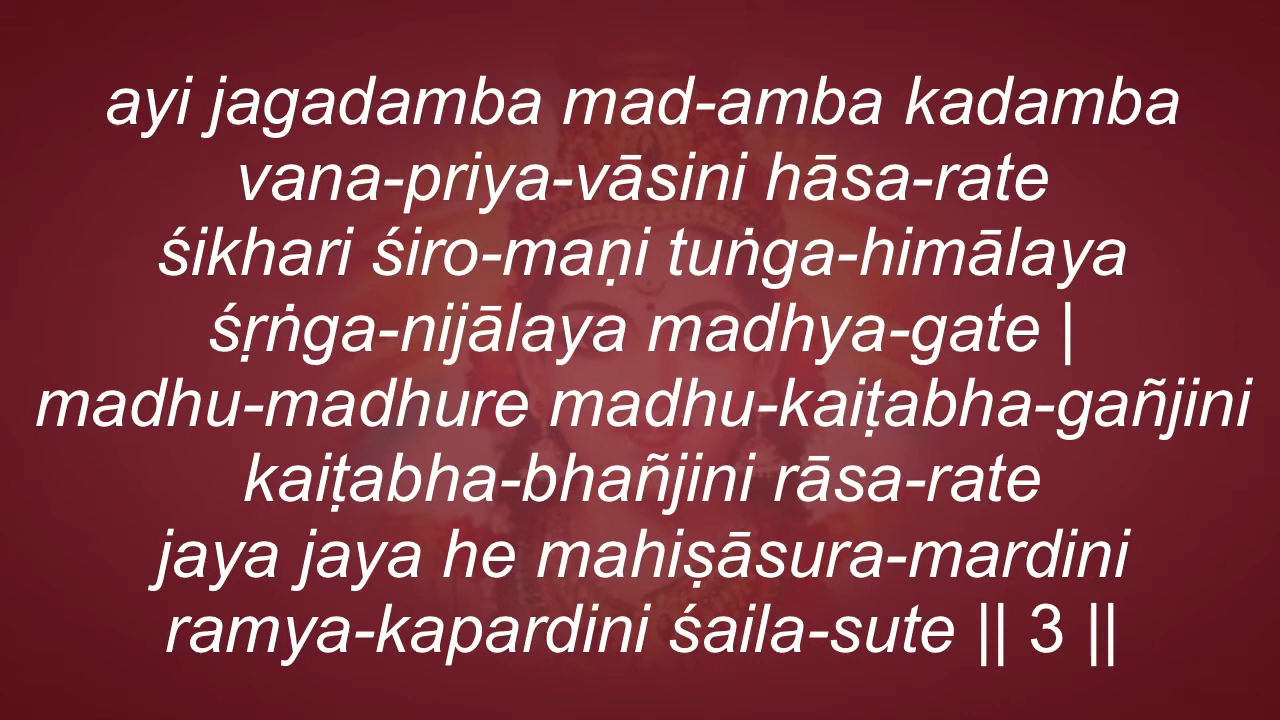 ayi jagadamba mad-amba kadamba
vana-priya-vāsini hāsa-rate
śikhari śiro-maṇi tuṅga-himālaya
śṛṅga-nijālaya madhya-gate |
madhu-madhure madhu-kaiṭabha-gañjini
kaiṭabha-bhañjini rāsa-rate
jaya jaya he mahiṣāsura-mardini
ramya-kapardini śaila-sute || 3 ||